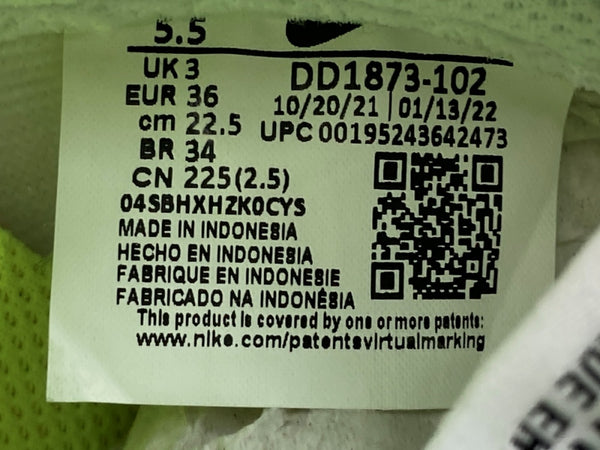 5.5
UK 3
EUR 36
cm 22.5
BR 34
CN 225(2.5)
DD1873-102
10/20/21 | 01/13/22
UPC 00195243642473
04SBHXHZK0CYS
MADE IN INDONESIA
HECHO EN INDONESIA
FABRIQUE EN INDONESIE
FABRICADO NA INDONÉSIA
This product is covered by one or more patents:
www.nike.com/patentsvirtualmarking